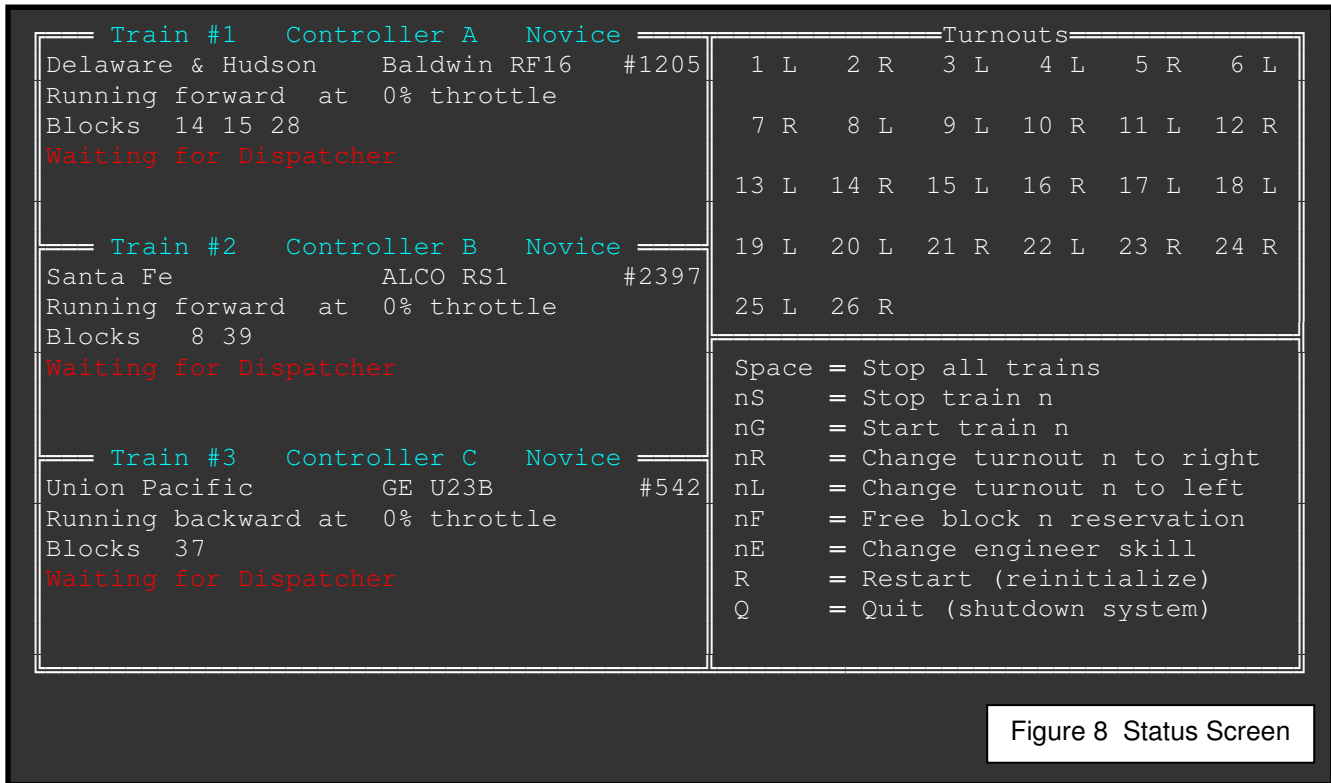 Train #1   Controller A   Novice
Delaware & Hudson    Baldwin RF16   #1205
Running forward  at  0% throttle
Blocks  14 15 28
Waiting for Dispatcher
Train #2   Controller B   Novice
Santa Fe             ALCO RS1       #2397
Running forward  at  0% throttle
Blocks   8 39
Waiting for Dispatcher
Train #3   Controller C   Novice
Union Pacific        GE U23B         #542
Running backward at  0% throttle
Blocks  37
Waiting for Dispatcher
Turnouts
1 L   2 R   3 L   4 L   5 R   6 L
7 R   8 L   9 L  10 R  11 L  12 R
13 L  14 R  15 L  16 R  17 L  18 L
19 L  20 L  21 R  22 L  23 R  24 R
25 L  26 R
Space = Stop all trains
nS    = Stop train n
nG    = Start train n
nR    = Change turnout n to right
nL    = Change turnout n to left
nF    = Free block n reservation
nE    = Change engineer skill
R     = Restart (reinitialize)
Q     = Quit (shutdown system)
Figure 8  Status Screen